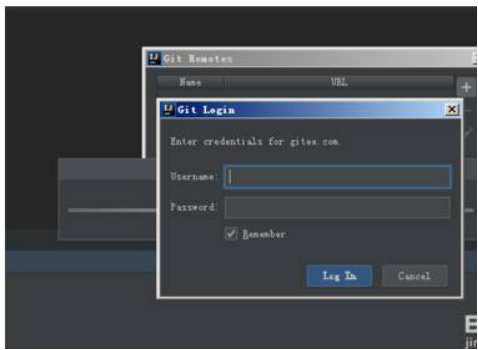 Git Remotes
Name URL
Git Login
Enter credentials for gitee.com.
Username:
Password:
Remember
Log In Cancel